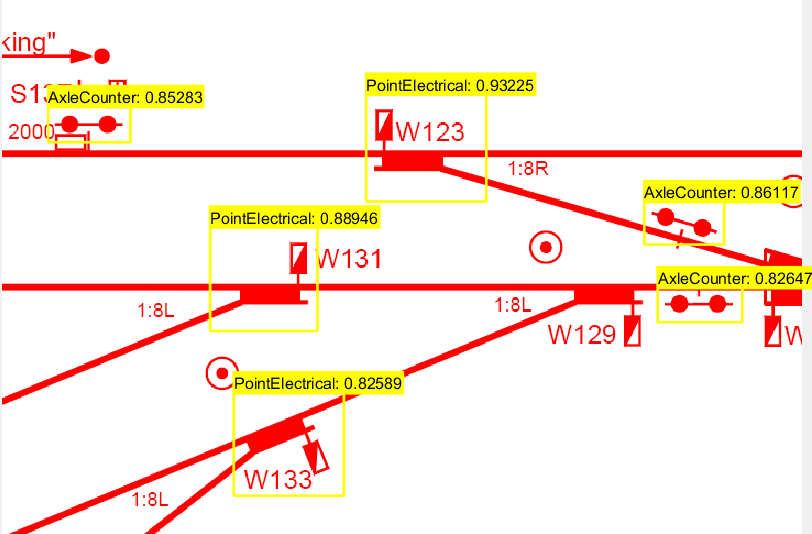 king"
PointElectrical: 0.93225
AxleCounter: 0.85283
2000
W123
1:8R
AxleCounter: 0.86117
PointElectrical: 0.88946
W131
AxleCounter: 0.82647
1:8L
1:8L
W129
W
PointElectrical: 0.82589
W133
1:8L